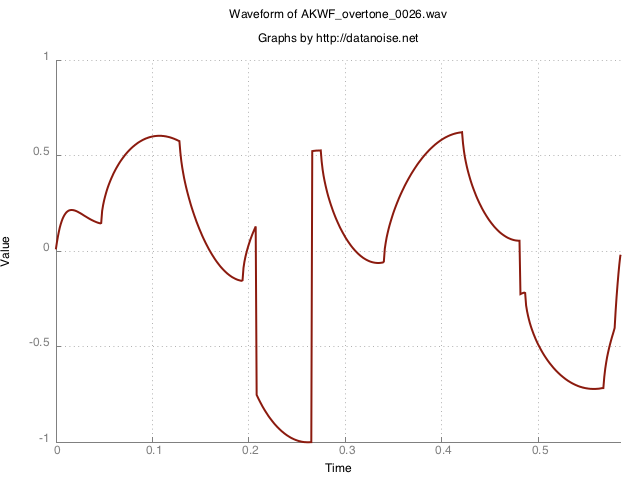 Waveform of AKWF_overtone_0026.wav
Graphs by http://datanoise.net
1
0.5
0
-0.5
-1
Value
0 0.1 0.2 0.3 0.4 0.5
Time